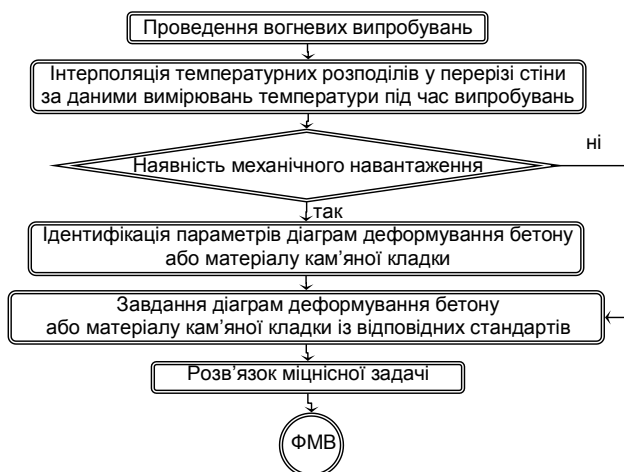 Проведення вогневих випробувань
Інтерполяція температурних розподілів у перерізі стіни
за даними вимірювань температури під час випробувань
ні
Наявність механічного навантаження
так
Ідентифікація параметрів діаграм деформування бетону
або матеріалу кам'яної кладки
Завдання діаграм деформування бетону
або матеріалу кам'яної кладки із відповідних стандартів
Розв'язок міцнісної задачі
ФМВ